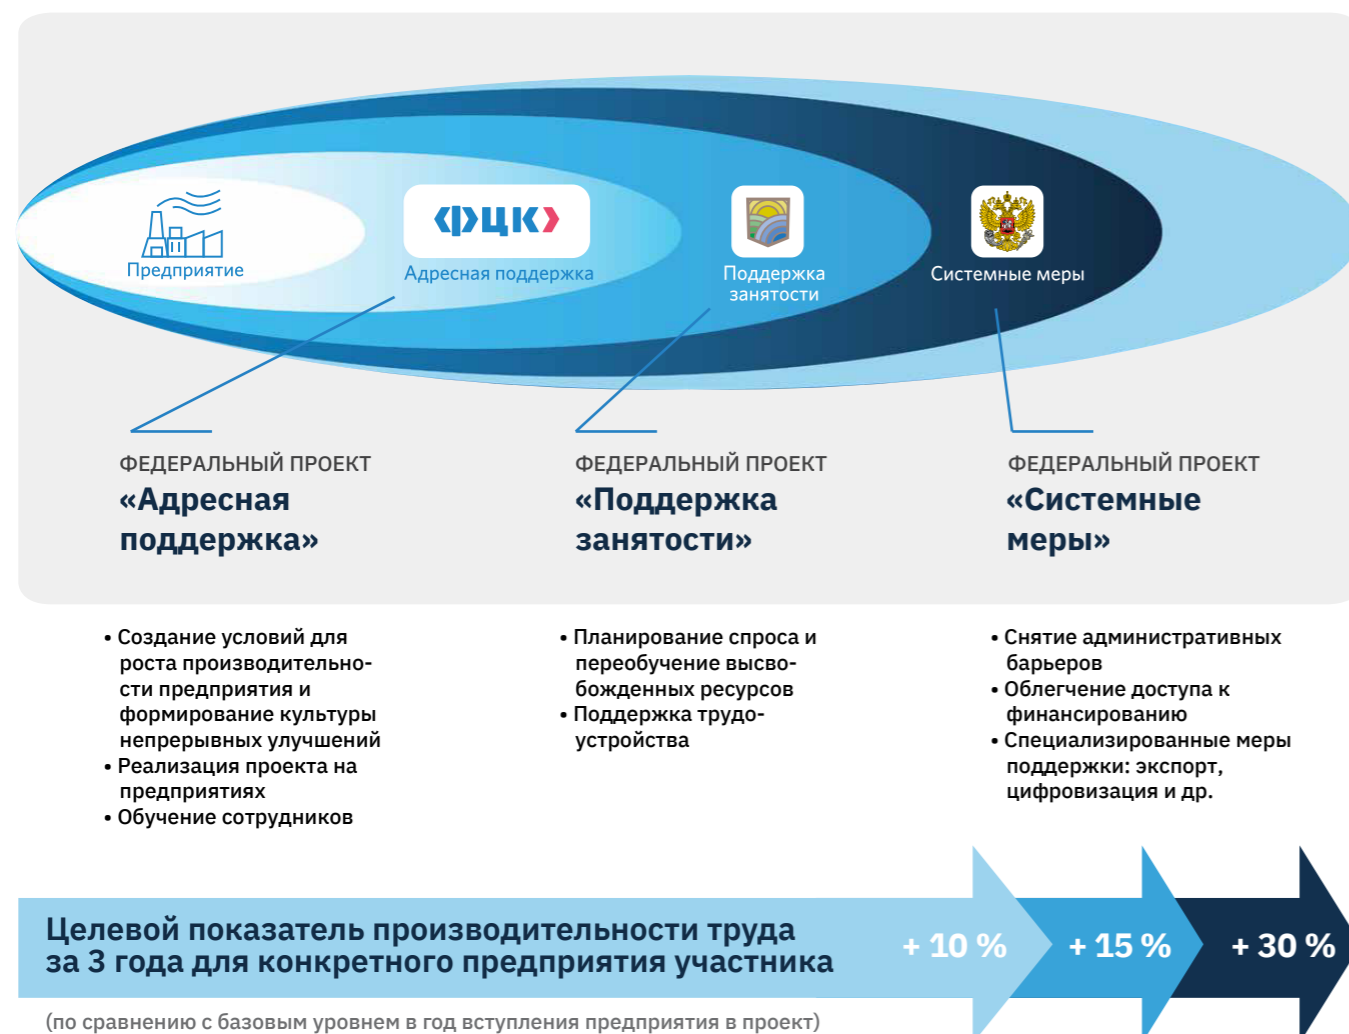 ФЦК
Предприятие
Адресная поддержка
Поддержка
занятости
Системные меры
ФЕДЕРАЛЬНЫЙ ПРОЕКТ
«Адресная
поддержка»
ФЕДЕРАЛЬНЫЙ ПРОЕКТ
«Поддержка
занятости»
ФЕДЕРАЛЬНЫЙ ПРОЕКТ
«Системные
меры»
• Создание условий для
роста производительно-
сти предприятия и
формирование культуры
непрерывных улучшений
• Реализация проекта на
предприятиях
• Обучение сотрудников
• Планирование спроса и
переобучение высво-
божденных ресурсов
• Поддержка трудо-
устройства
• Снятие административных
барьеров
• Облегчение доступа к
финансированию
• Специализированные меры
поддержки: экспорт,
цифровизация и др.
Целевой показатель производительности труда
за 3 года для конкретного предприятия участника
+ 10 %
+ 15 %
+ 30 %
(по сравнению с базовым уровнем в год вступления предприятия в проект)